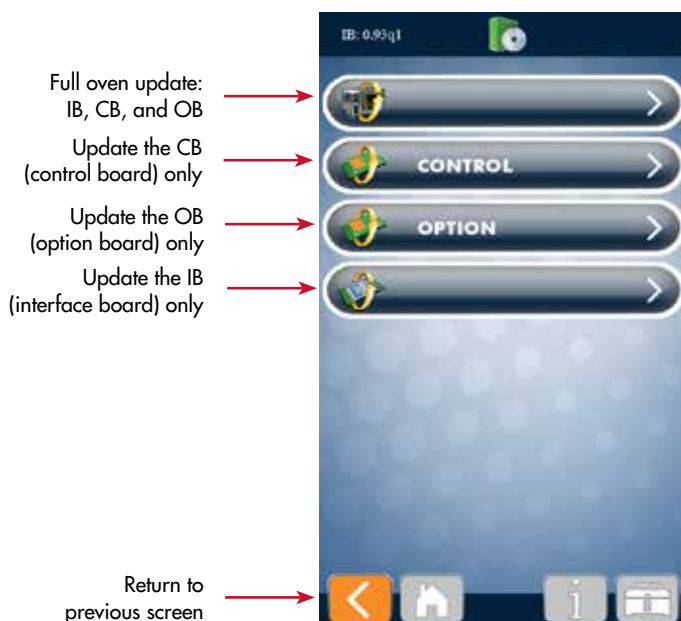 IB: 0.93q1
Full oven update:
IB, CB, and OB
Update the CB
(control board) only
CONTROL
Update the OB
(option board) only
OPTION
Update the IB
(interface board) only
Return to
previous screen
i